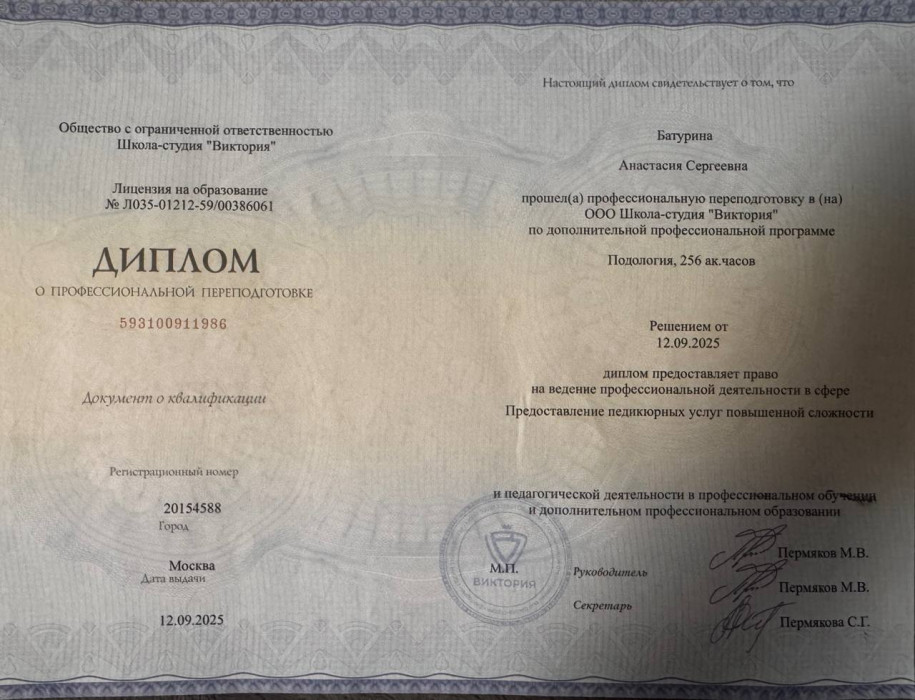 Общество с ограниченной ответственностью
Школа-студия "Виктория"
Лицензия на образование
№ Л035-01212-59/00386061
ДИПЛОМ
О ПРОФЕССИОНАЛЬНОЙ ПЕРЕПОДГОТОВКЕ
593100911986
Документ о квалификации
Регистрационный номер
20154588
Город
Москва
Дата выдачи
12.09.2025
Настоящий диплом свидетельствует о том, что
Батурина
Анастасия Сергеевна
прошел(а) профессиональную переподготовку в (на)
ООО Школа-студия "Виктория"
по дополнительной профессиональной программе
Подология, 256 ак.часов
Решением от
12.09.2025
диплом предоставляет право
на ведение профессиональной деятельности в сфере
Предоставление педикюрных услуг повышенной сложности
и педагогической деятельности в профессиональном обучении
и дополнительном профессиональном образовании
Пермяков М.В.
М.П.
Руководитель
ВИКТОРИЯ
Пермяков М.В.
Секретарь
Пермякова С.Г.